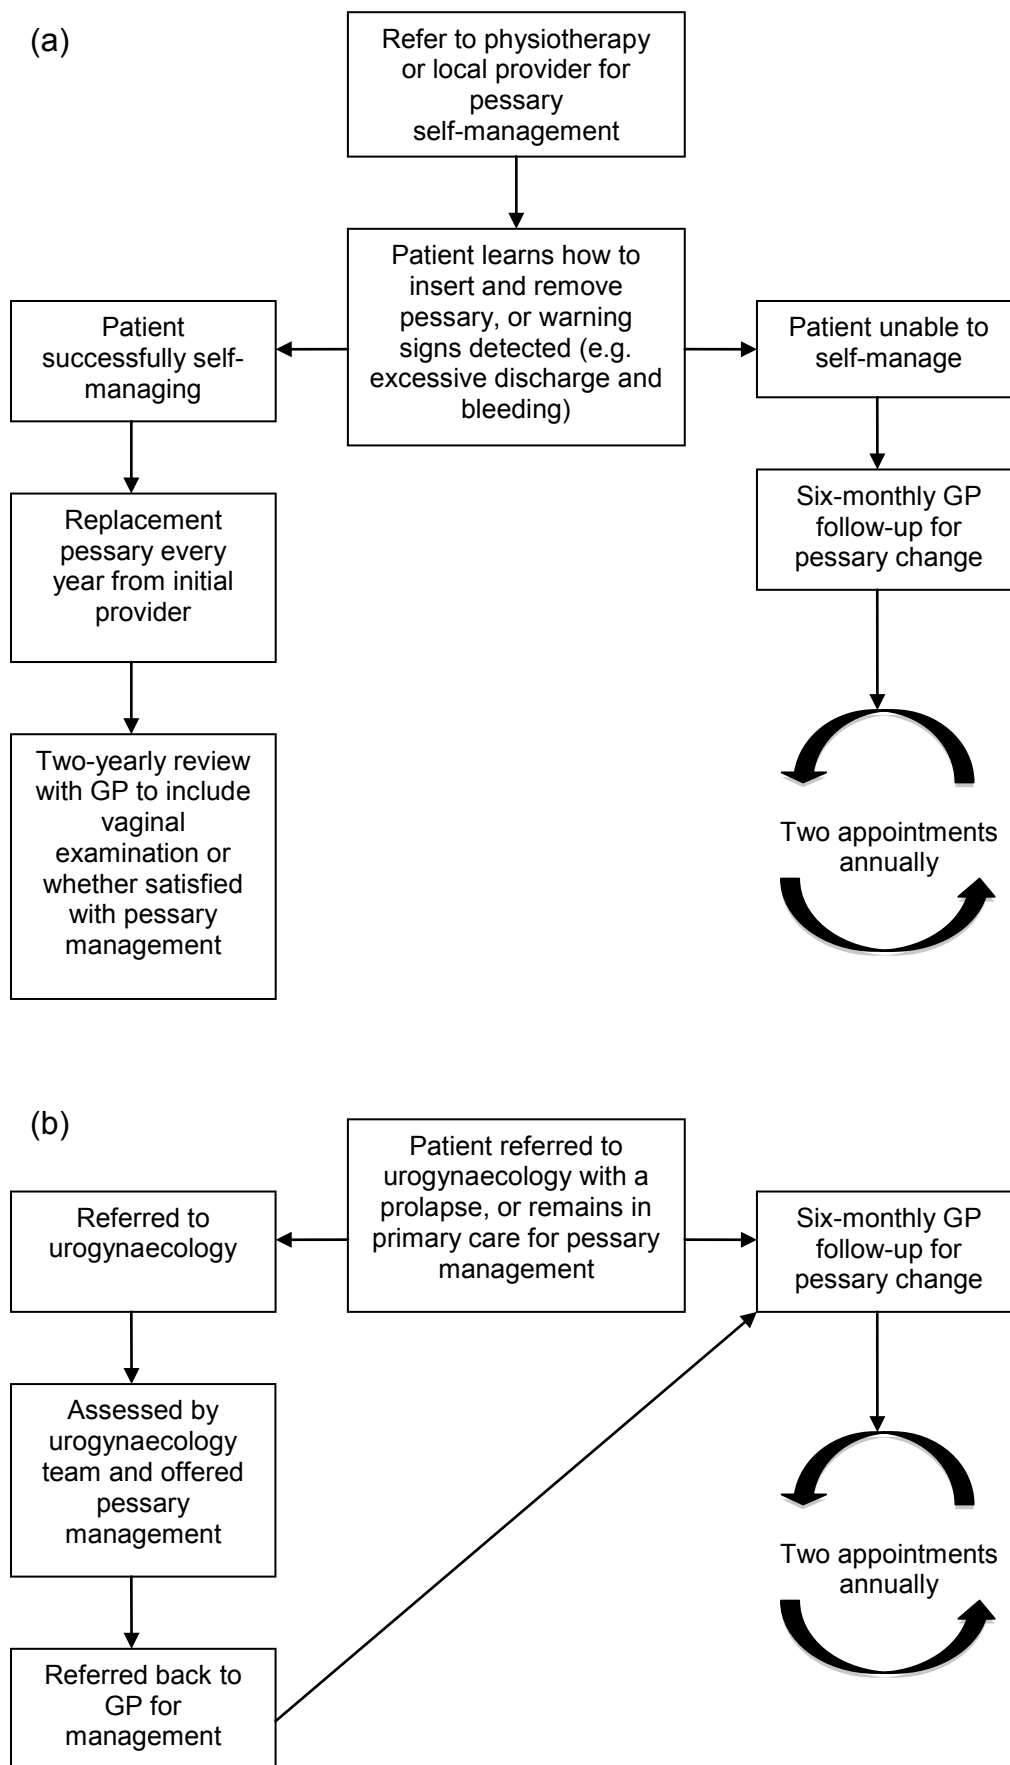 (a)
Refer to physiotherapy
or local provider for
pessary
self-management
Patient learns how to
insert and remove
pessary, or warning
signs detected (e.g.
excessive discharge and
bleeding)
Patient
successfully self-
managing
Patient unable to
self-manage
Replacement
pessary every
year from initial
provider
Six-monthly GP
follow-up for
pessary change
Two-yearly review
with GP to include
vaginal
examination or
whether satisfied
with pessary
management
Two appointments
annually
(b)
Patient referred to
urogynaecology with a
prolapse, or remains in
primary care for pessary
management
Referred to
urogynaecology
Six-monthly GP
follow-up for
pessary change
Assessed by
urogynaecology
team and offered
pessary
management
Two appointments
annually
Referred back to
GP for
management